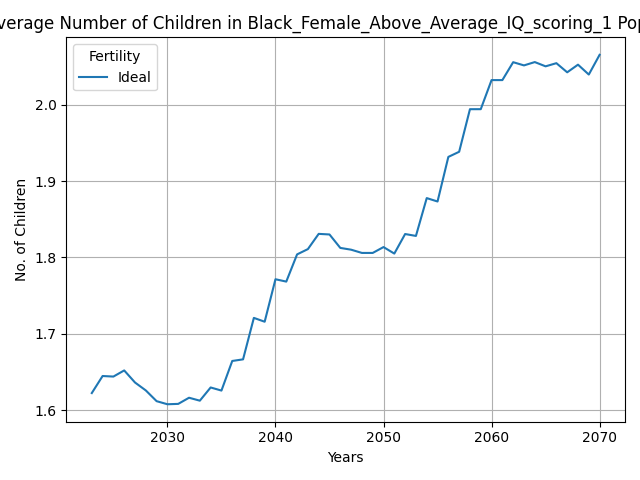 verage Number of Children in Black_Female_Above_Average_IQ_scoring_1 Pop
Fertility
Ideal
No. of Children
2.0
1.9
1.8
1.7
1.6
2030 2040 2050 2060 2070
Years